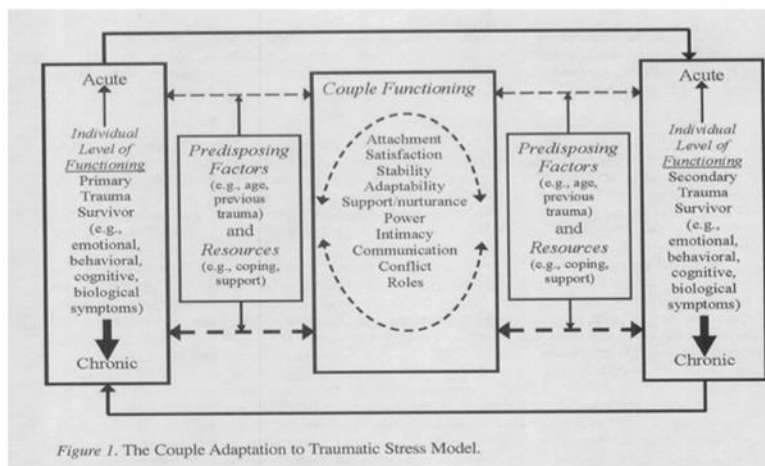 Acute
Individual
Level of
Functioning
Primary
Trauma
Survivor
(e.g.,
emotional,
behavioral,
cognitive,
biological
symptoms)
Chronic
Predisposing
Factors
(e.g., age,
previous
trauma)
and
Resources
(e.g., coping,
support)
Couple Functioning
Attachment
Satisfaction
Stability
Adaptability
Support/nurturance
Power
Intimacy
Communication
Conflict
Roles
Predisposing
Factors
(e.g., age,
previous
trauma)
and
Resources
(e.g., coping,
support)
Acute
Individual
Level of
Functioning
Secondary
Trauma
Survivor
(e.g.,
emotional,
behavioral,
cognitive,
biological
symptoms)
Chronic
Figure 1. The Couple Adaptation to Traumatic Stress Model.